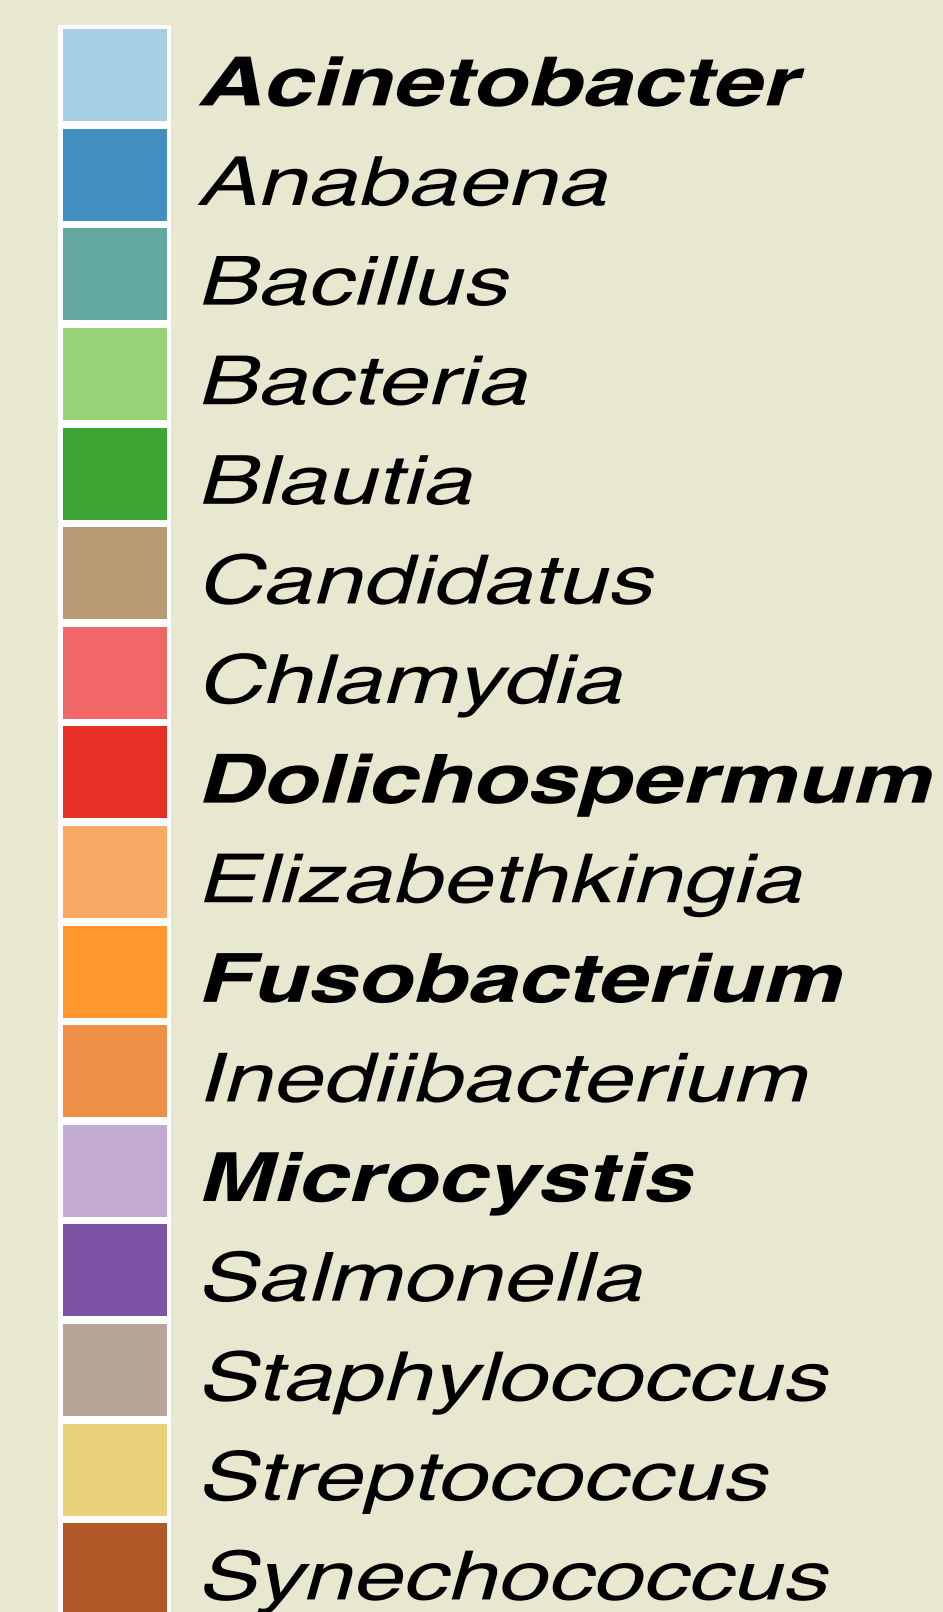 Acinetobacter
Anabaena
Bacillus
Bacteria
Blautia
Candidatus
Chlamydia
Dolichospermum
Elizabethkingia
Fusobacterium
Inediibacterium
Microcystis
Salmonella
Staphylococcus
Streptococcus
Synechococcus